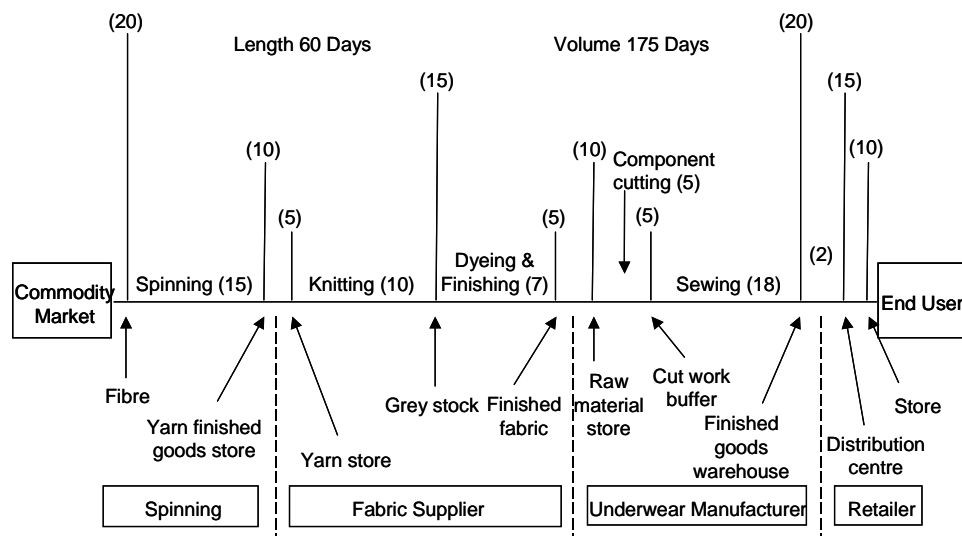 (20)
Length 60 Days
Volume 175 Days
(20)
(15)
(15)
(10)
(10)
Component
cutting (5)
(10)
(5)
(5)
(5)
(2)
Commodity
Market
Spinning (15)
Knitting (10)
Dyeing &
Finishing (7)
Sewing (18)
End User
Fibre
Yarn finished
goods store
Yarn store
Grey stock
Finished
fabric
Raw
material
store
Cut work
buffer
Finished
goods
warehouse
Distribution
centre
Store
Spinning
Fabric Supplier
Underwear Manufacturer
Retailer